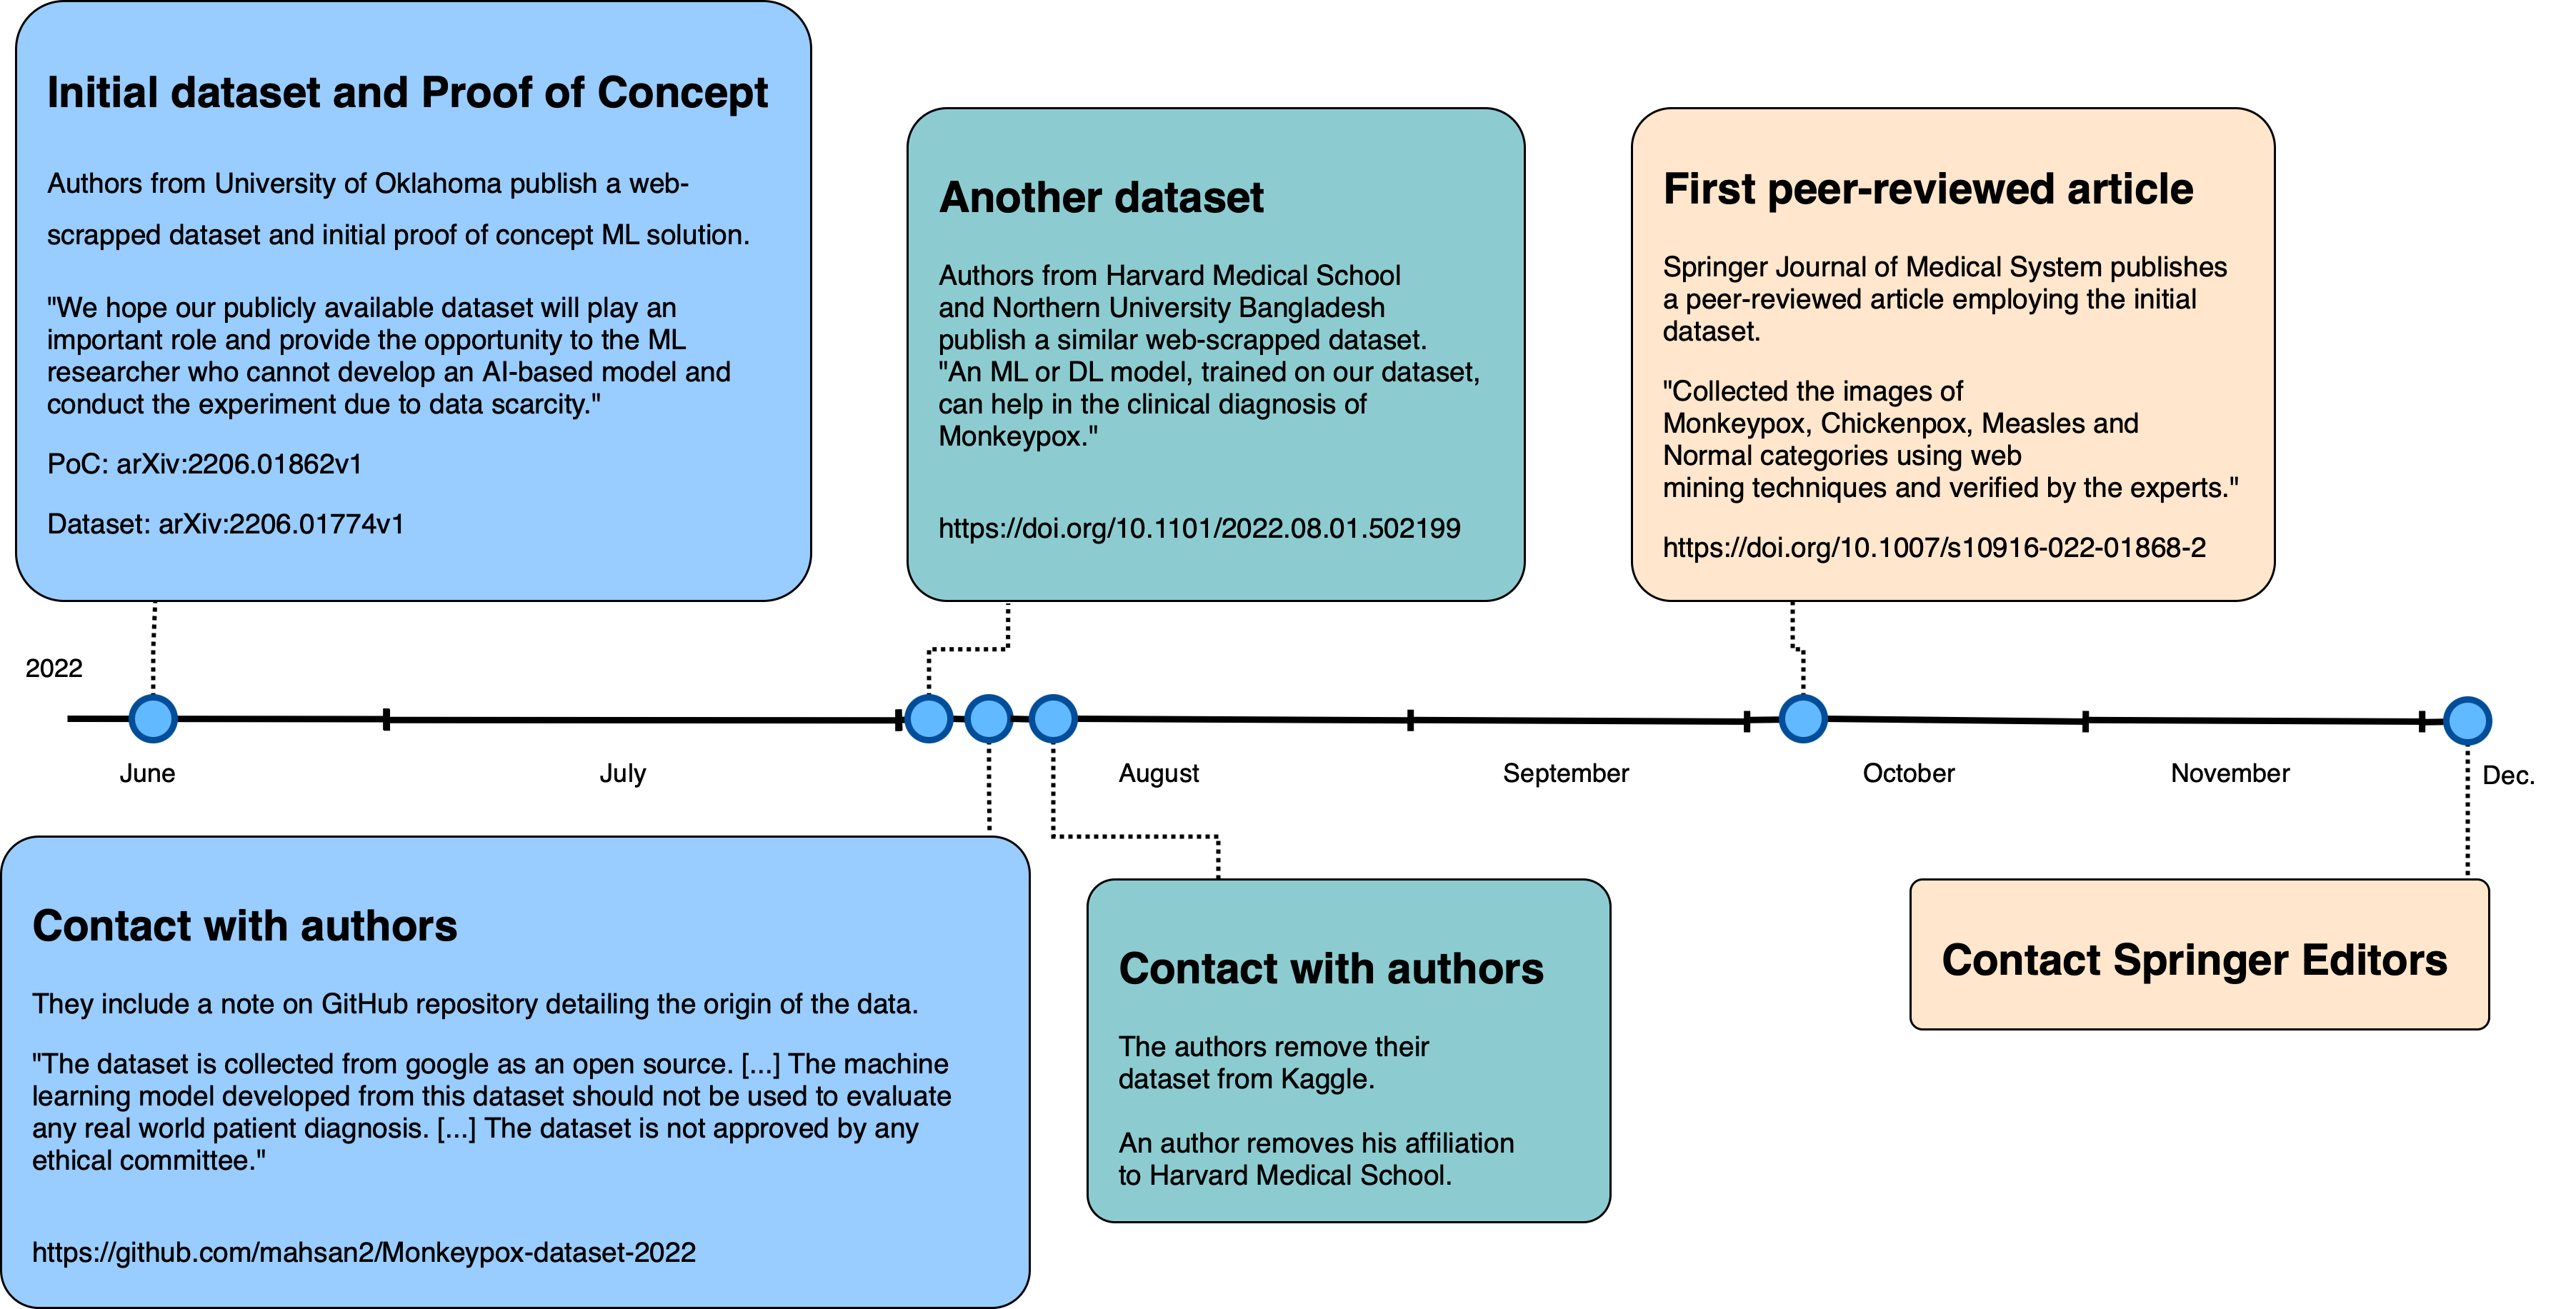 Initial dataset and Proof of Concept
Authors from University of Oklahoma publish a web-
scrapped dataset and initial proof of concept ML solution.
"We hope our publicly available dataset will play an
important role and provide the opportunity to the ML
researcher who cannot develop an AI-based model and
conduct the experiment due to data scarcity."
PoC: arXiv:2206.01862v1
Dataset: arXiv:2206.01774v1
Another dataset
Authors from Harvard Medical School
and Northern University Bangladesh
publish a similar web-scrapped dataset.
"An ML or DL model, trained on our dataset,
can help in the clinical diagnosis of
Monkeypox."
https://doi.org/10.1101/2022.08.01.502199
First peer-reviewed article
Springer Journal of Medical System publishes
a peer-reviewed article employing the initial
dataset.
"Collected the images of
Monkeypox, Chickenpox, Measles and
Normal categories using web
mining techniques and verified by the experts."
https://doi.org/10.1007/s10916-022-01868-2
2022
June
July
August
September
October
November
Dec.
Contact with authors
They include a note on GitHub repository detailing the origin of the data.
"The dataset is collected from google as an open source. [...] The machine
learning model developed from this dataset should not be used to evaluate
any real world patient diagnosis. [...] The dataset is not approved by any
ethical committee."
https://github.com/mahsan2/Monkeypox-dataset-2022
Contact with authors
The authors remove their
dataset from Kaggle.
An author removes his affiliation
to Harvard Medical School.
Contact Springer Editors